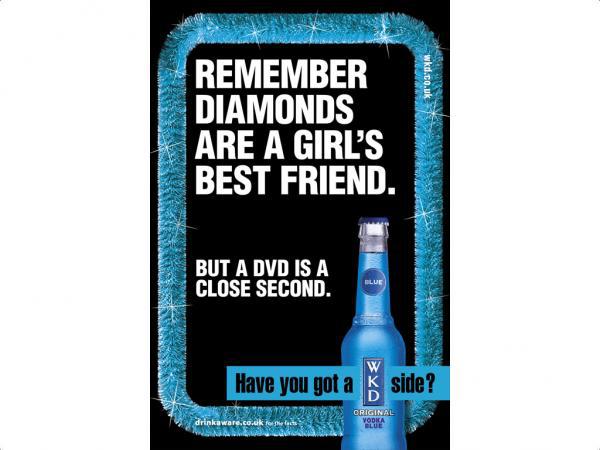 REMEMBER
DIAMONDS
ARE A GIRL'S
BEST FRIEND.
wkd.co.uk
BUT A DVD IS A
CLOSE SECOND.
BLUE
Have you got a WKD side?
ORIGINAL
VODKA
BLUE
drinkaware.co.uk for the facts